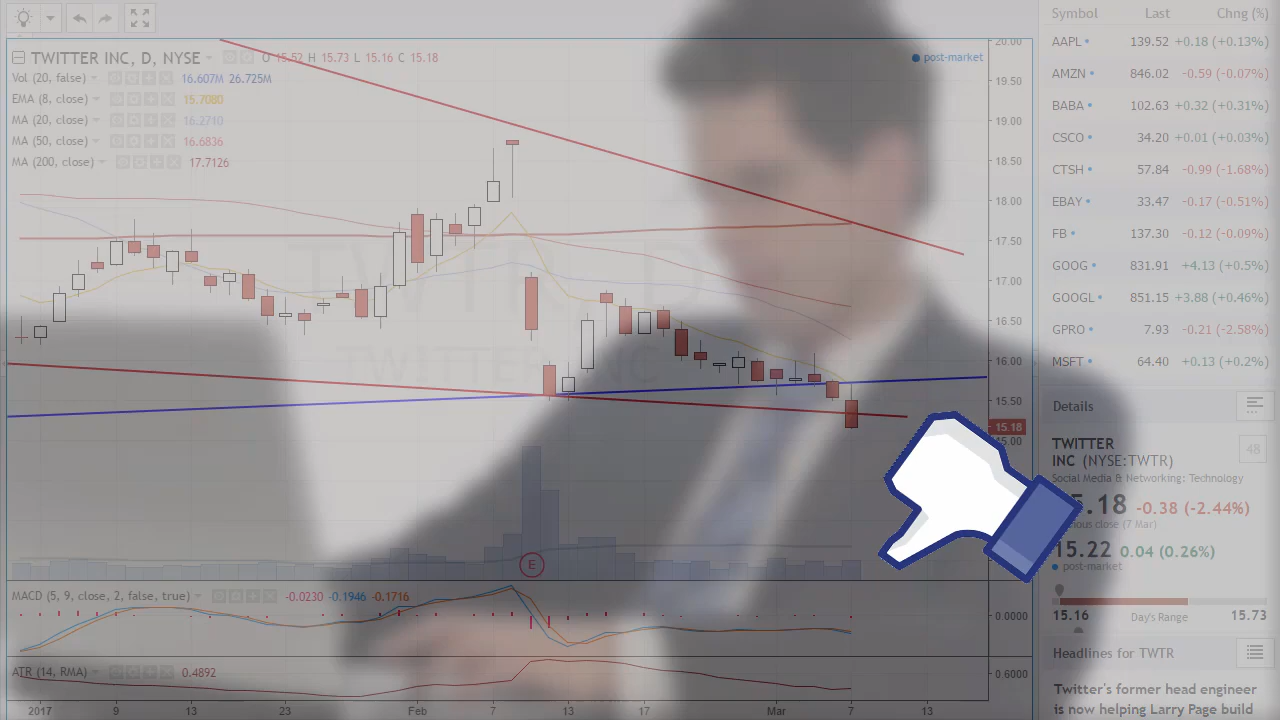 TWITTER INC, D, NYSE O 15.52 H 15.73 L 15.16 C 15.18
Vol (20, false) 16.607M 26.725M
EMA (8, close) 15.7080
MA (20, close) 16.2710
MA (50, close) 16.6836
MA (200, close) 17.7126
post-market
20.00
19.50
19.00
18.50
18.00
17.50
17.00
16.50
16.00
15.50
15.18
15.00
TWTR, D
TWITTER INC
E
MACD (5, 9, close, 2, false, true) -0.0230 -0.1946 -0.1716
0.0000
ATR (14, RMA) 0.4892
0.6000
2017 9 13 23 Feb 7 13 17 Mar 7 13
Symbol Last Chng (%)
AAPL 139.52 +0.18 (+0.13%)
AMZN 846.02 -0.59 (-0.07%)
BABA 102.63 +0.32 (+0.31%)
CSCO 34.20 +0.01 (+0.03%)
CTSH 57.84 -0.99 (-1.68%)
EBAY 33.47 -0.17 (-0.51%)
FB 137.30 -0.12 (-0.09%)
GOOG 831.91 +4.13 (+0.5%)
GOOGL 851.15 +3.88 (+0.46%)
GPRO 7.93 -0.21 (-2.58%)
MSFT 64.40 +0.13 (+0.2%)
Details
TWITTER
INC (NYSE:TWTR)
48
Social Media & Networking: Technology
.18 -0.38 (-2.44%)
close (7 Mar)
15.22 0.04 (0.26%)
post-market
15.16 Day's Range 15.73
Headlines for TWTR
Twitter's former head engineer
is now helping Larry Page build